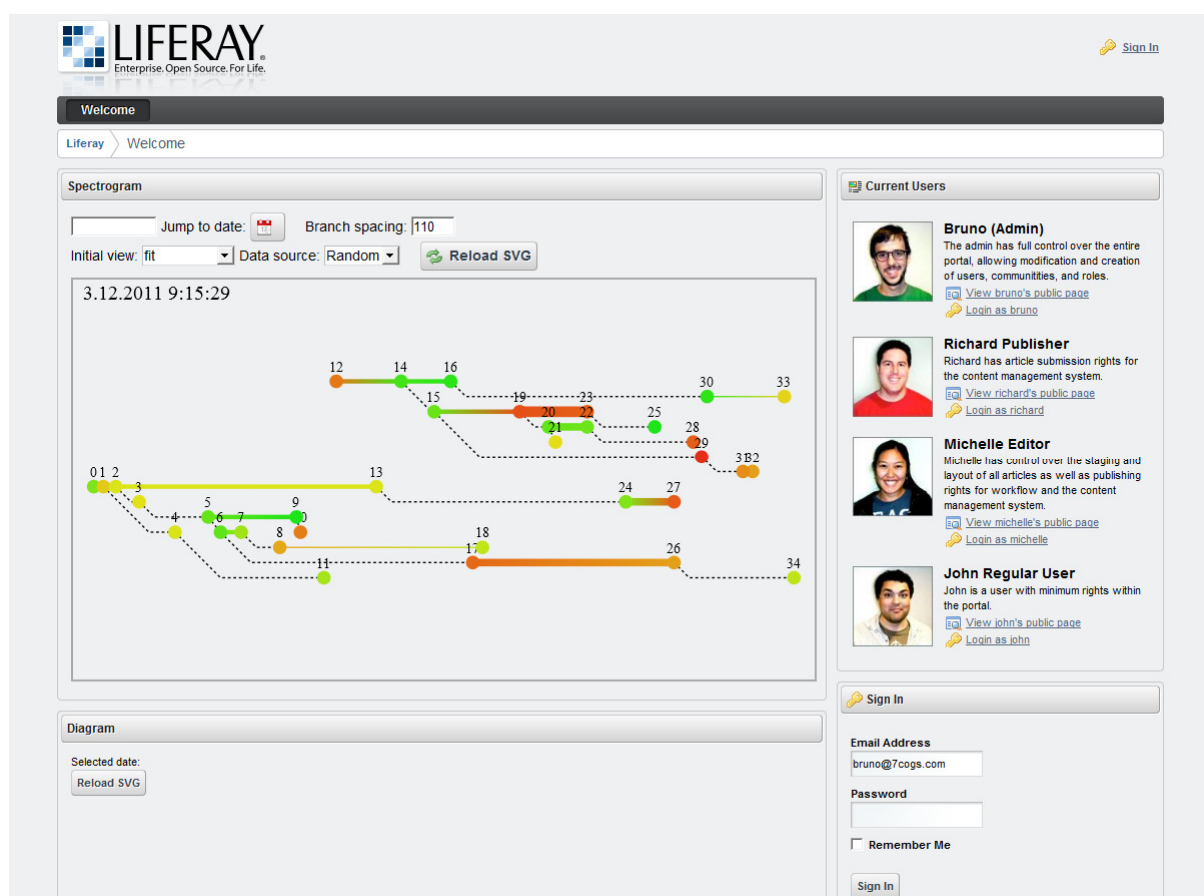 LIFERAY.
Enterprise. Open Source. For Life.
Sign In
Welcome
Liferay Welcome
Spectrogram
Jump to date: Branch spacing: 110
Initial view: fit Data source: Random Reload SVG
3.12.2011 9:15:29
12 14 16
30 33
15 19 23
20 22 25
21 28
29
31 32
0 1 2 13
3 24 27
5 9
4 6 7 10
8 18
17 26
11 34
Diagram
Selected date:
Reload SVG
Current Users
Bruno (Admin)
The admin has full control over the entire
portal, allowing modification and creation
of users, communitities, and roles.
View bruno's public page
Login as bruno
Richard Publisher
Richard has article submission rights for
the content management system.
View richard's public page
Login as richard
Michelle Editor
Michelle has control over the staging and
layout of all articles as well as publishing
rights for workflow and the content
management system.
View michelle's public page
Login as michelle
John Regular User
John is a user with minimum rights within
the portal.
View john's public page
Login as john
Sign In
Email Address
bruno@7cogs.com
Password
Remember Me
Sign In